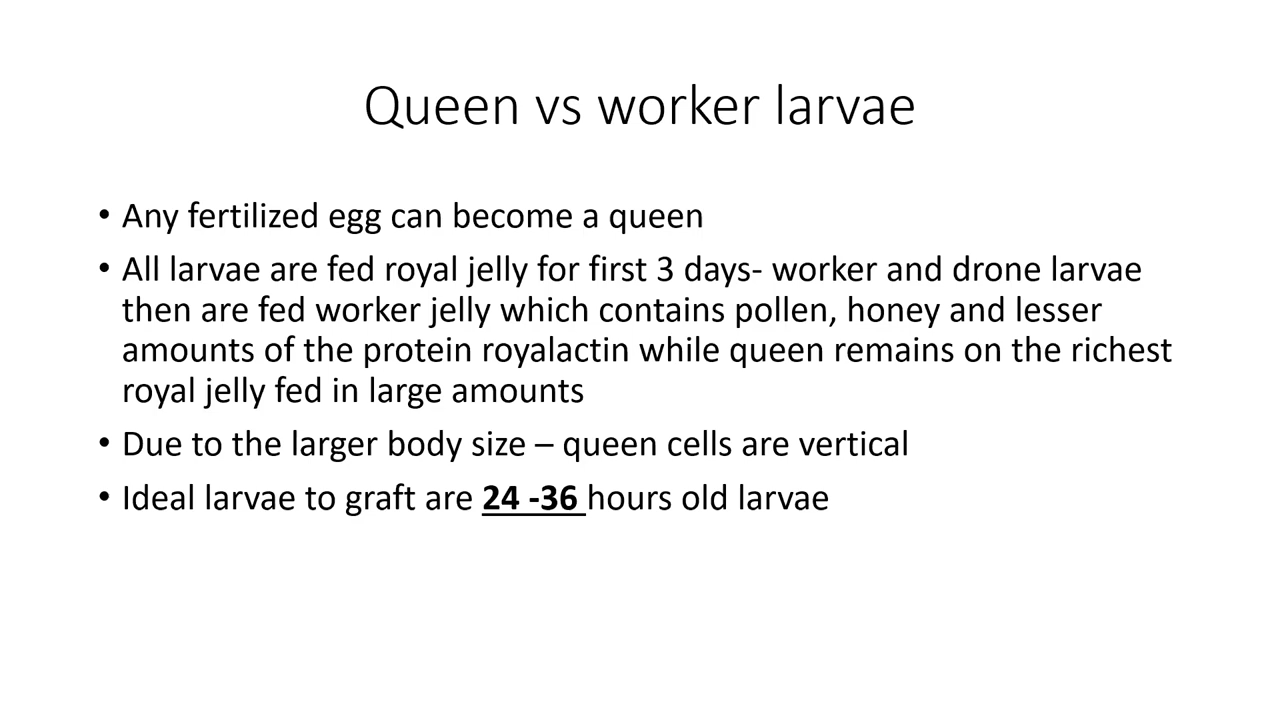 Queen vs worker larvae
• Any fertilized egg can become a queen
• All larvae are fed royal jelly for first 3 days- worker and drone larvae
then are fed worker jelly which contains pollen, honey and lesser
amounts of the protein royalactin while queen remains on the richest
royal jelly fed in large amounts
• Due to the larger body size – queen cells are vertical
• Ideal larvae to graft are 24 -36 hours old larvae